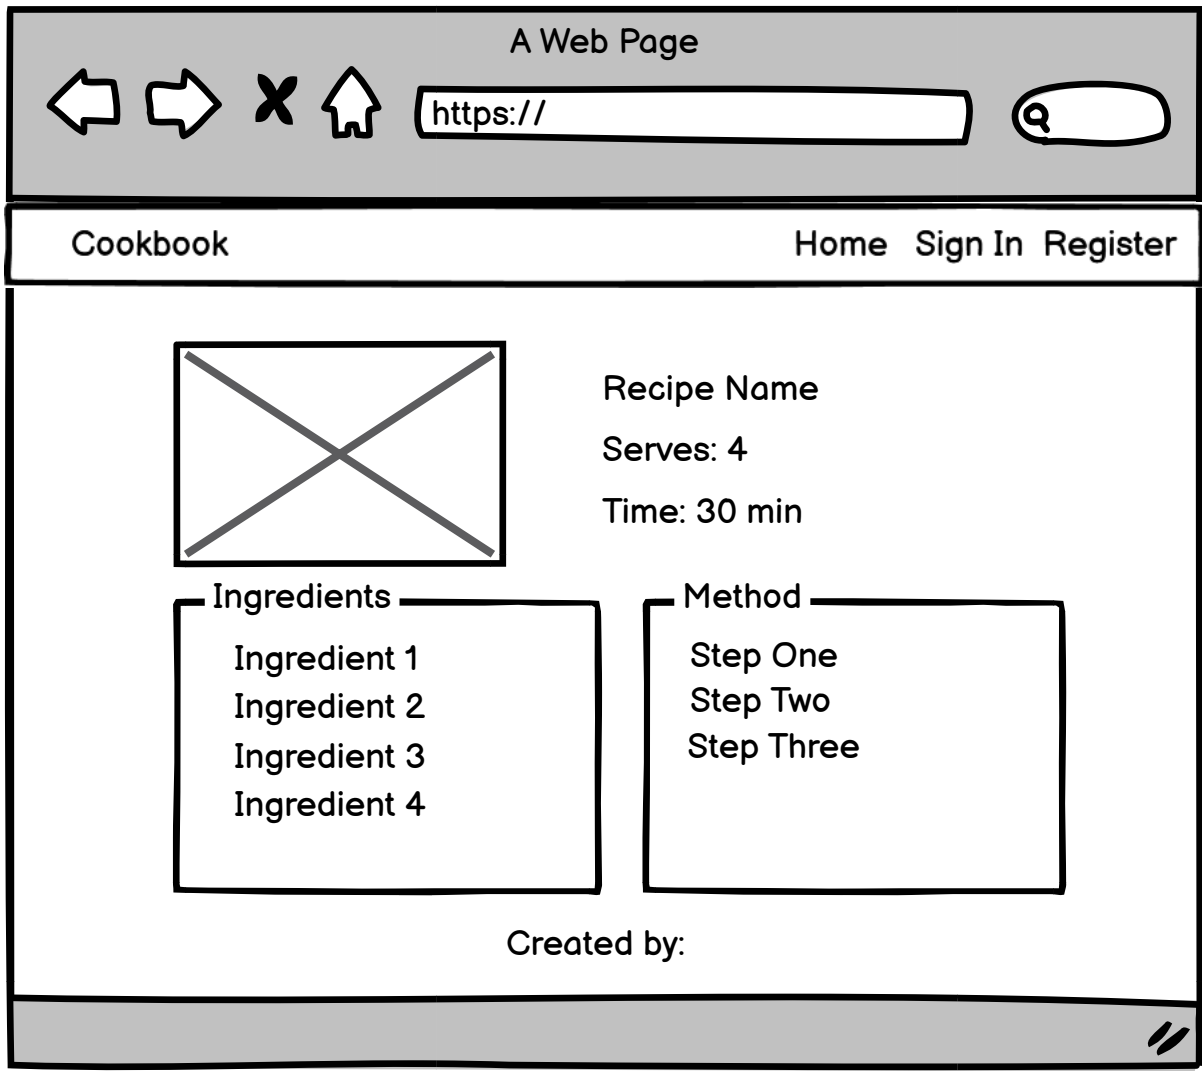 A Web Page
https://
Cookbook Home Sign In Register
Recipe Name
Serves: 4
Time: 30 min
Ingredients
Ingredient 1
Ingredient 2
Ingredient 3
Ingredient 4
Method
Step One
Step Two
Step Three
Created by: